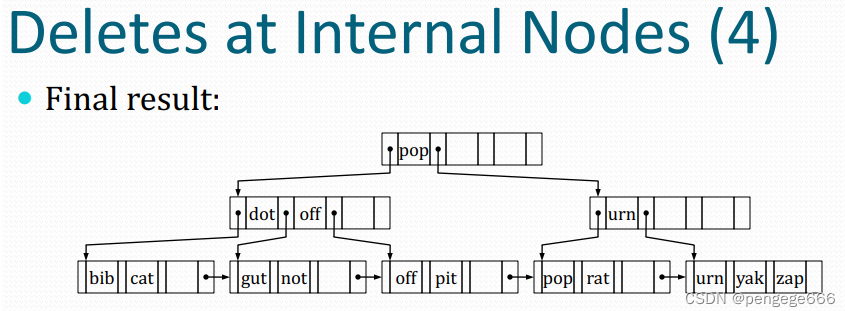 Deletes at Internal Nodes (4)
Final result:
pop
dot off
urn
bib cat
gut not
off pit
pop rat
urn yak zap
CSDN @pengege666